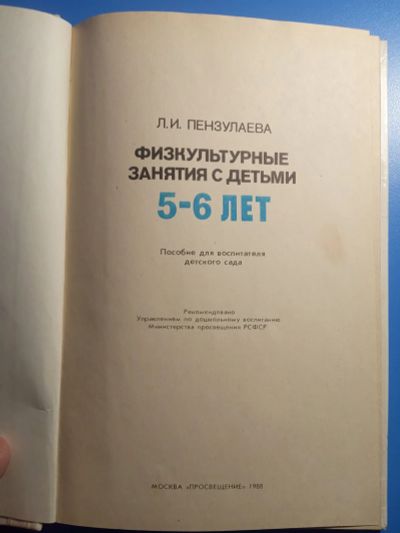 Л.И. ПЕНЗУЛАЕВА
ФИЗКУЛЬТУРНЫЕ
ЗАНЯТИЯ С ДЕТЬМИ
5-6 ЛЕТ
Пособие для воспитателя
детского сада
Рекомендовано
Управлением по дошкольному воспитанию
Министерства просвещения РСФСР
МОСКВА «ПРОСВЕЩЕНИЕ» 1988